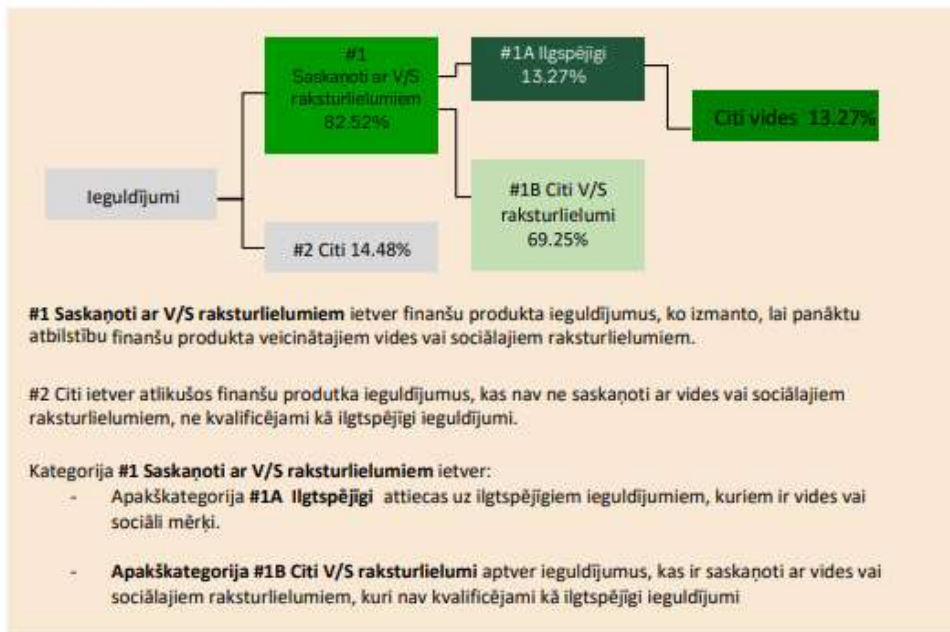 #1
Saskaņoti ar V/S
raksturlielumiem
82.52%
#1A Ilgspējīgi
13.27%
Citi vides 13.27%
Ieguldījumi
#1B Citi V/S
raksturlielumi
69.25%
#2 Citi 14.48%
#1 Saskaņoti ar V/S raksturlielumiem ietver finanšu produkta ieguldījumus, ko izmanto, lai panāktu
atbilstību finanšu produkta veicinātajiem vides vai sociālajiem raksturlielumiem.
#2 Citi ietver atlikušos finanšu produtka ieguldījumus, kas nav ne saskaņoti ar vides vai sociālajiem
raksturlielumiem, ne kvalificējami kā ilgtspējīgi ieguldījumi.
Kategorija #1 Saskaņoti ar V/S raksturlielumiem ietver:
- Apakškategorija #1A Ilgtspējīgi attiecas uz ilgtspējīgiem ieguldījumiem, kuriem ir vides vai
sociāli mērķi.
- Apakškategorija #1B Citi V/S raksturlielumi aptver ieguldījumus, kas ir saskaņoti ar vides vai
sociālajiem raksturlielumiem, kuri nav kvalificējami kā ilgtspējīgi ieguldījumi